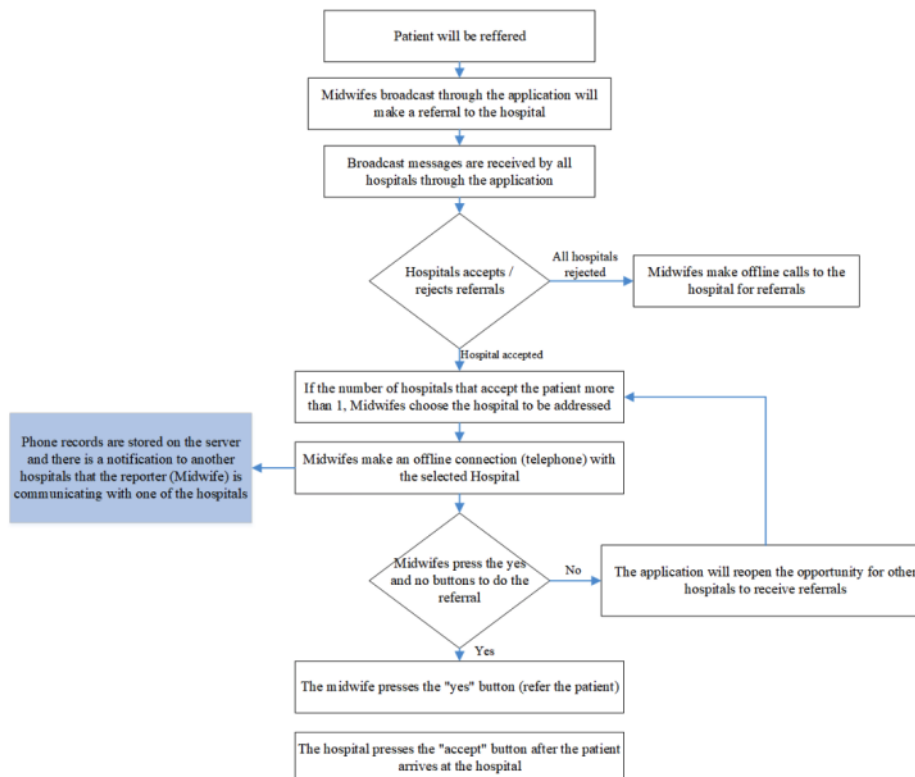 Patient will be reffered
Midwifes broadcast through the application will
make a referral to the hospital
Broadcast messages are received by all
hospitals through the application
Hospitals accepts /
rejects referrals
All hospitals
rejected
Midwifes make offline calls to the
hospital for referrals
Hospital accepted
If the number of hospitals that accept the patient more
than 1, Midwifes choose the hospital to be addressed
Phone records are stored on the server
and there is a notification to another
hospitals that the reporter (Midwife) is
communicating with one of the hospitals
Midwifes make an offline connection (telephone) with
the selected Hospital
Midwifes press the yes
and no buttons to do the
referral
No
The application will reopen the opportunity for other
hospitals to receive referrals
Yes
The midwife presses the "yes" button (refer the patient)
The hospital presses the "accept" button after the patient
arrives at the hospital